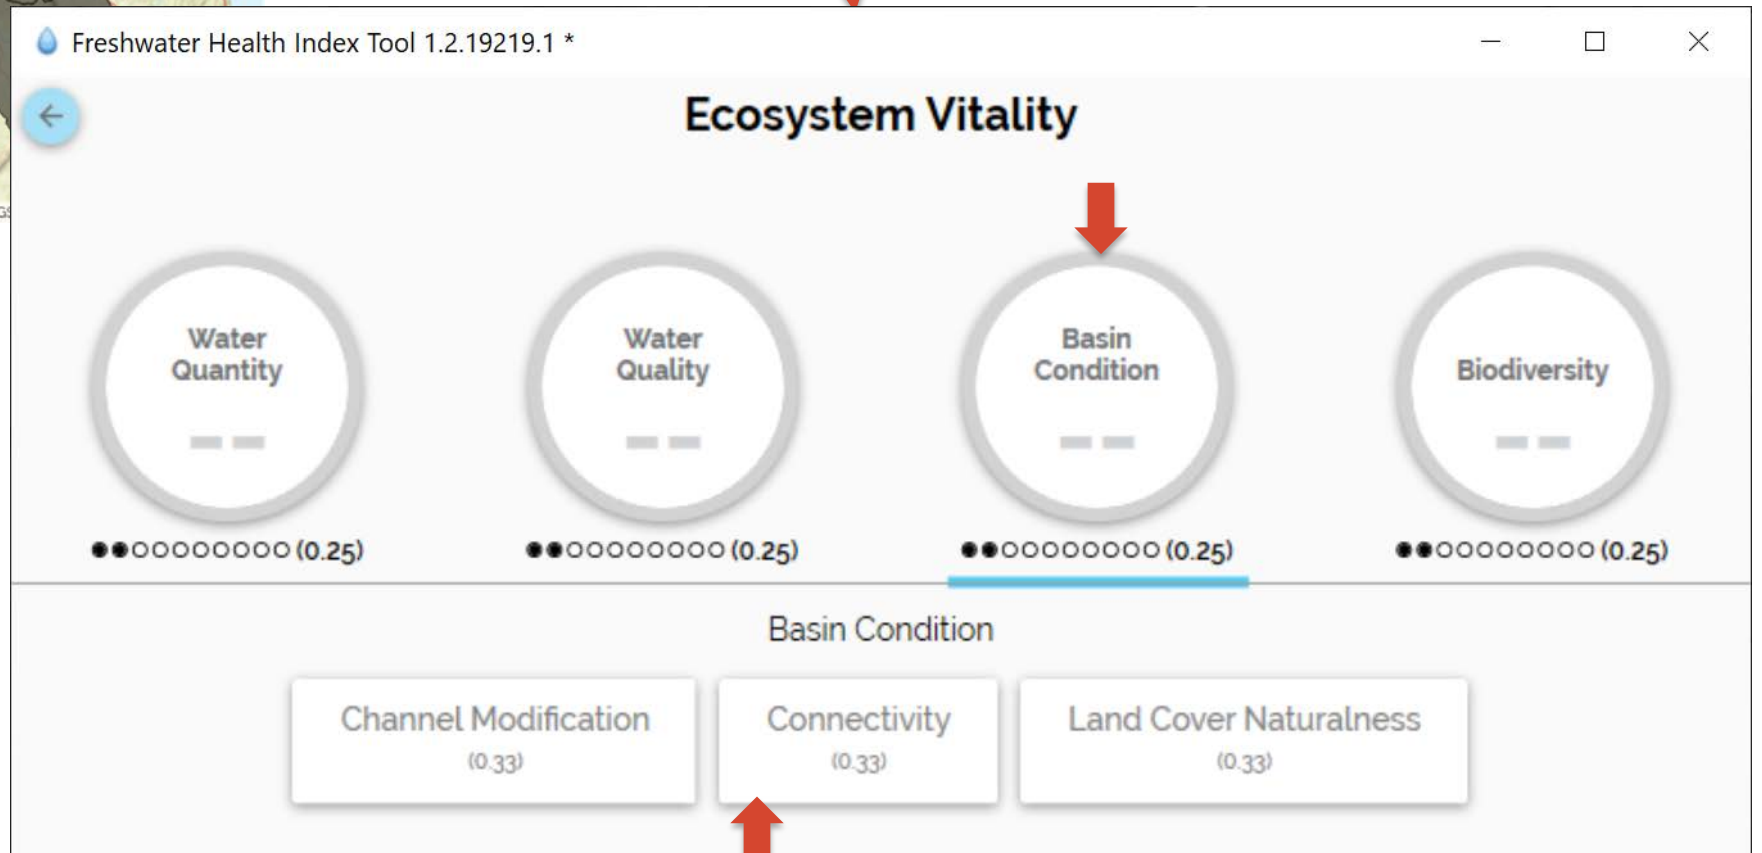 Freshwater Health Index Tool 1.2.19219.1 *
Ecosystem Vitality
Water
Quantity
--
(0.25)
Water
Quality
--
(0.25)
Basin
Condition
--
(0.25)
Biodiversity
--
(0.25)
Basin Condition
Channel Modification
(0.33)
Connectivity
(0.33)
Land Cover Naturalness
(0.33)